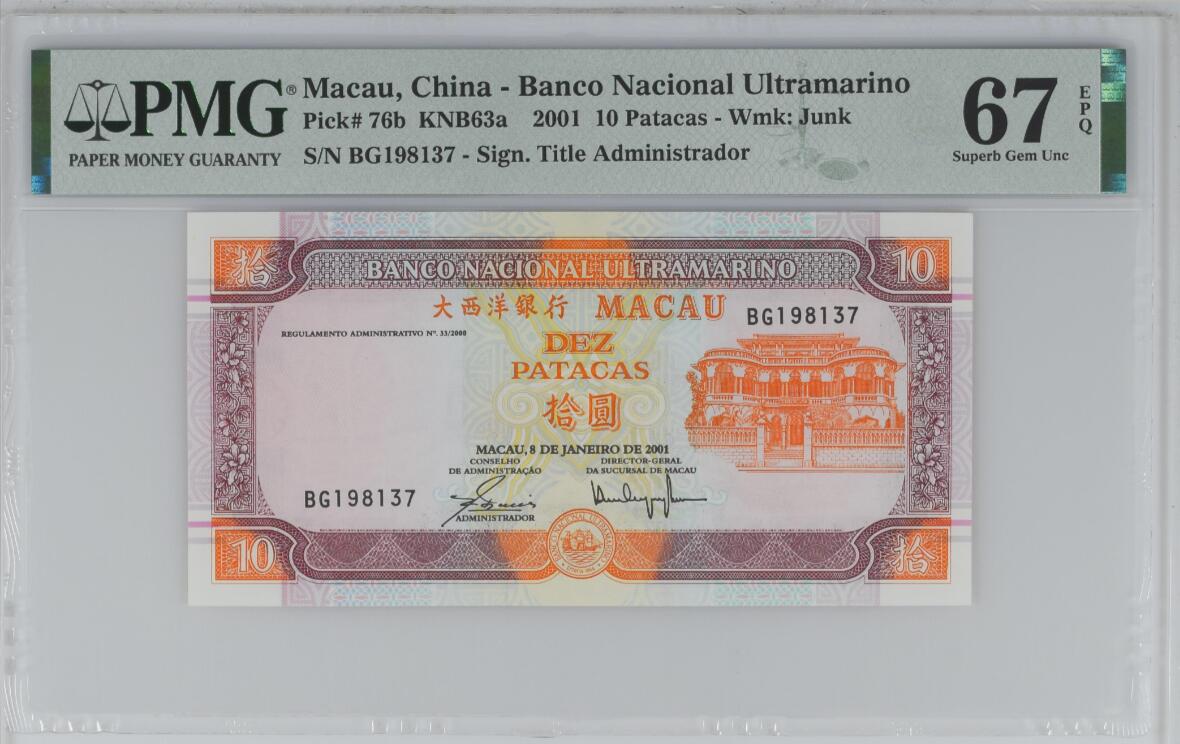 PMG®
PAPER MONEY GUARANTY
Macau, China - Banco Nacional Ultramarino
Pick# 76b KNB63a 2001 10 Patacas - Wmk: Junk
S/N BG198137 - Sign. Title Administrador
67
EPQ
Superb Gem Unc
拾
BANCO NACIONAL ULTRAMARINO
10
大西洋銀行 MACAU
BG198137
REGULAMENTO ADMINISTRATIVO Nº. 33/2000
DEZ
PATACAS
拾圓
MACAU, 8 DE JANEIRO DE 2001
CONSELHO
DE ADMINISTRAÇÃO
DIRECTOR-GERAL
DA SUCURSAL DE MACAU
BG198137
ADMINISTRADOR
10
拾